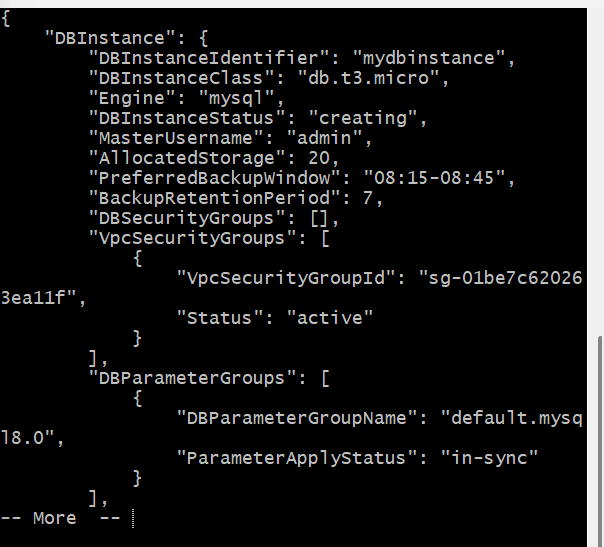 {
    "DBInstance": {
        "DBInstanceIdentifier": "mydbinstance",
        "DBInstanceClass": "db.t3.micro",
        "Engine": "mysql",
        "DBInstanceStatus": "creating",
        "MasterUsername": "admin",
        "AllocatedStorage": 20,
        "PreferredBackupWindow": "08:15-08:45",
        "BackupRetentionPeriod": 7,
        "DBSecurityGroups": [],
        "VpcSecurityGroups": [
            {
                "VpcSecurityGroupId": "sg-01be7c62026
3ea11f",
                "Status": "active"
            }
        ],
        "DBParameterGroups": [
            {
                "DBParameterGroupName": "default.mysq
l8.0",
                "ParameterApplyStatus": "in-sync"
            }
        ],
-- More  --